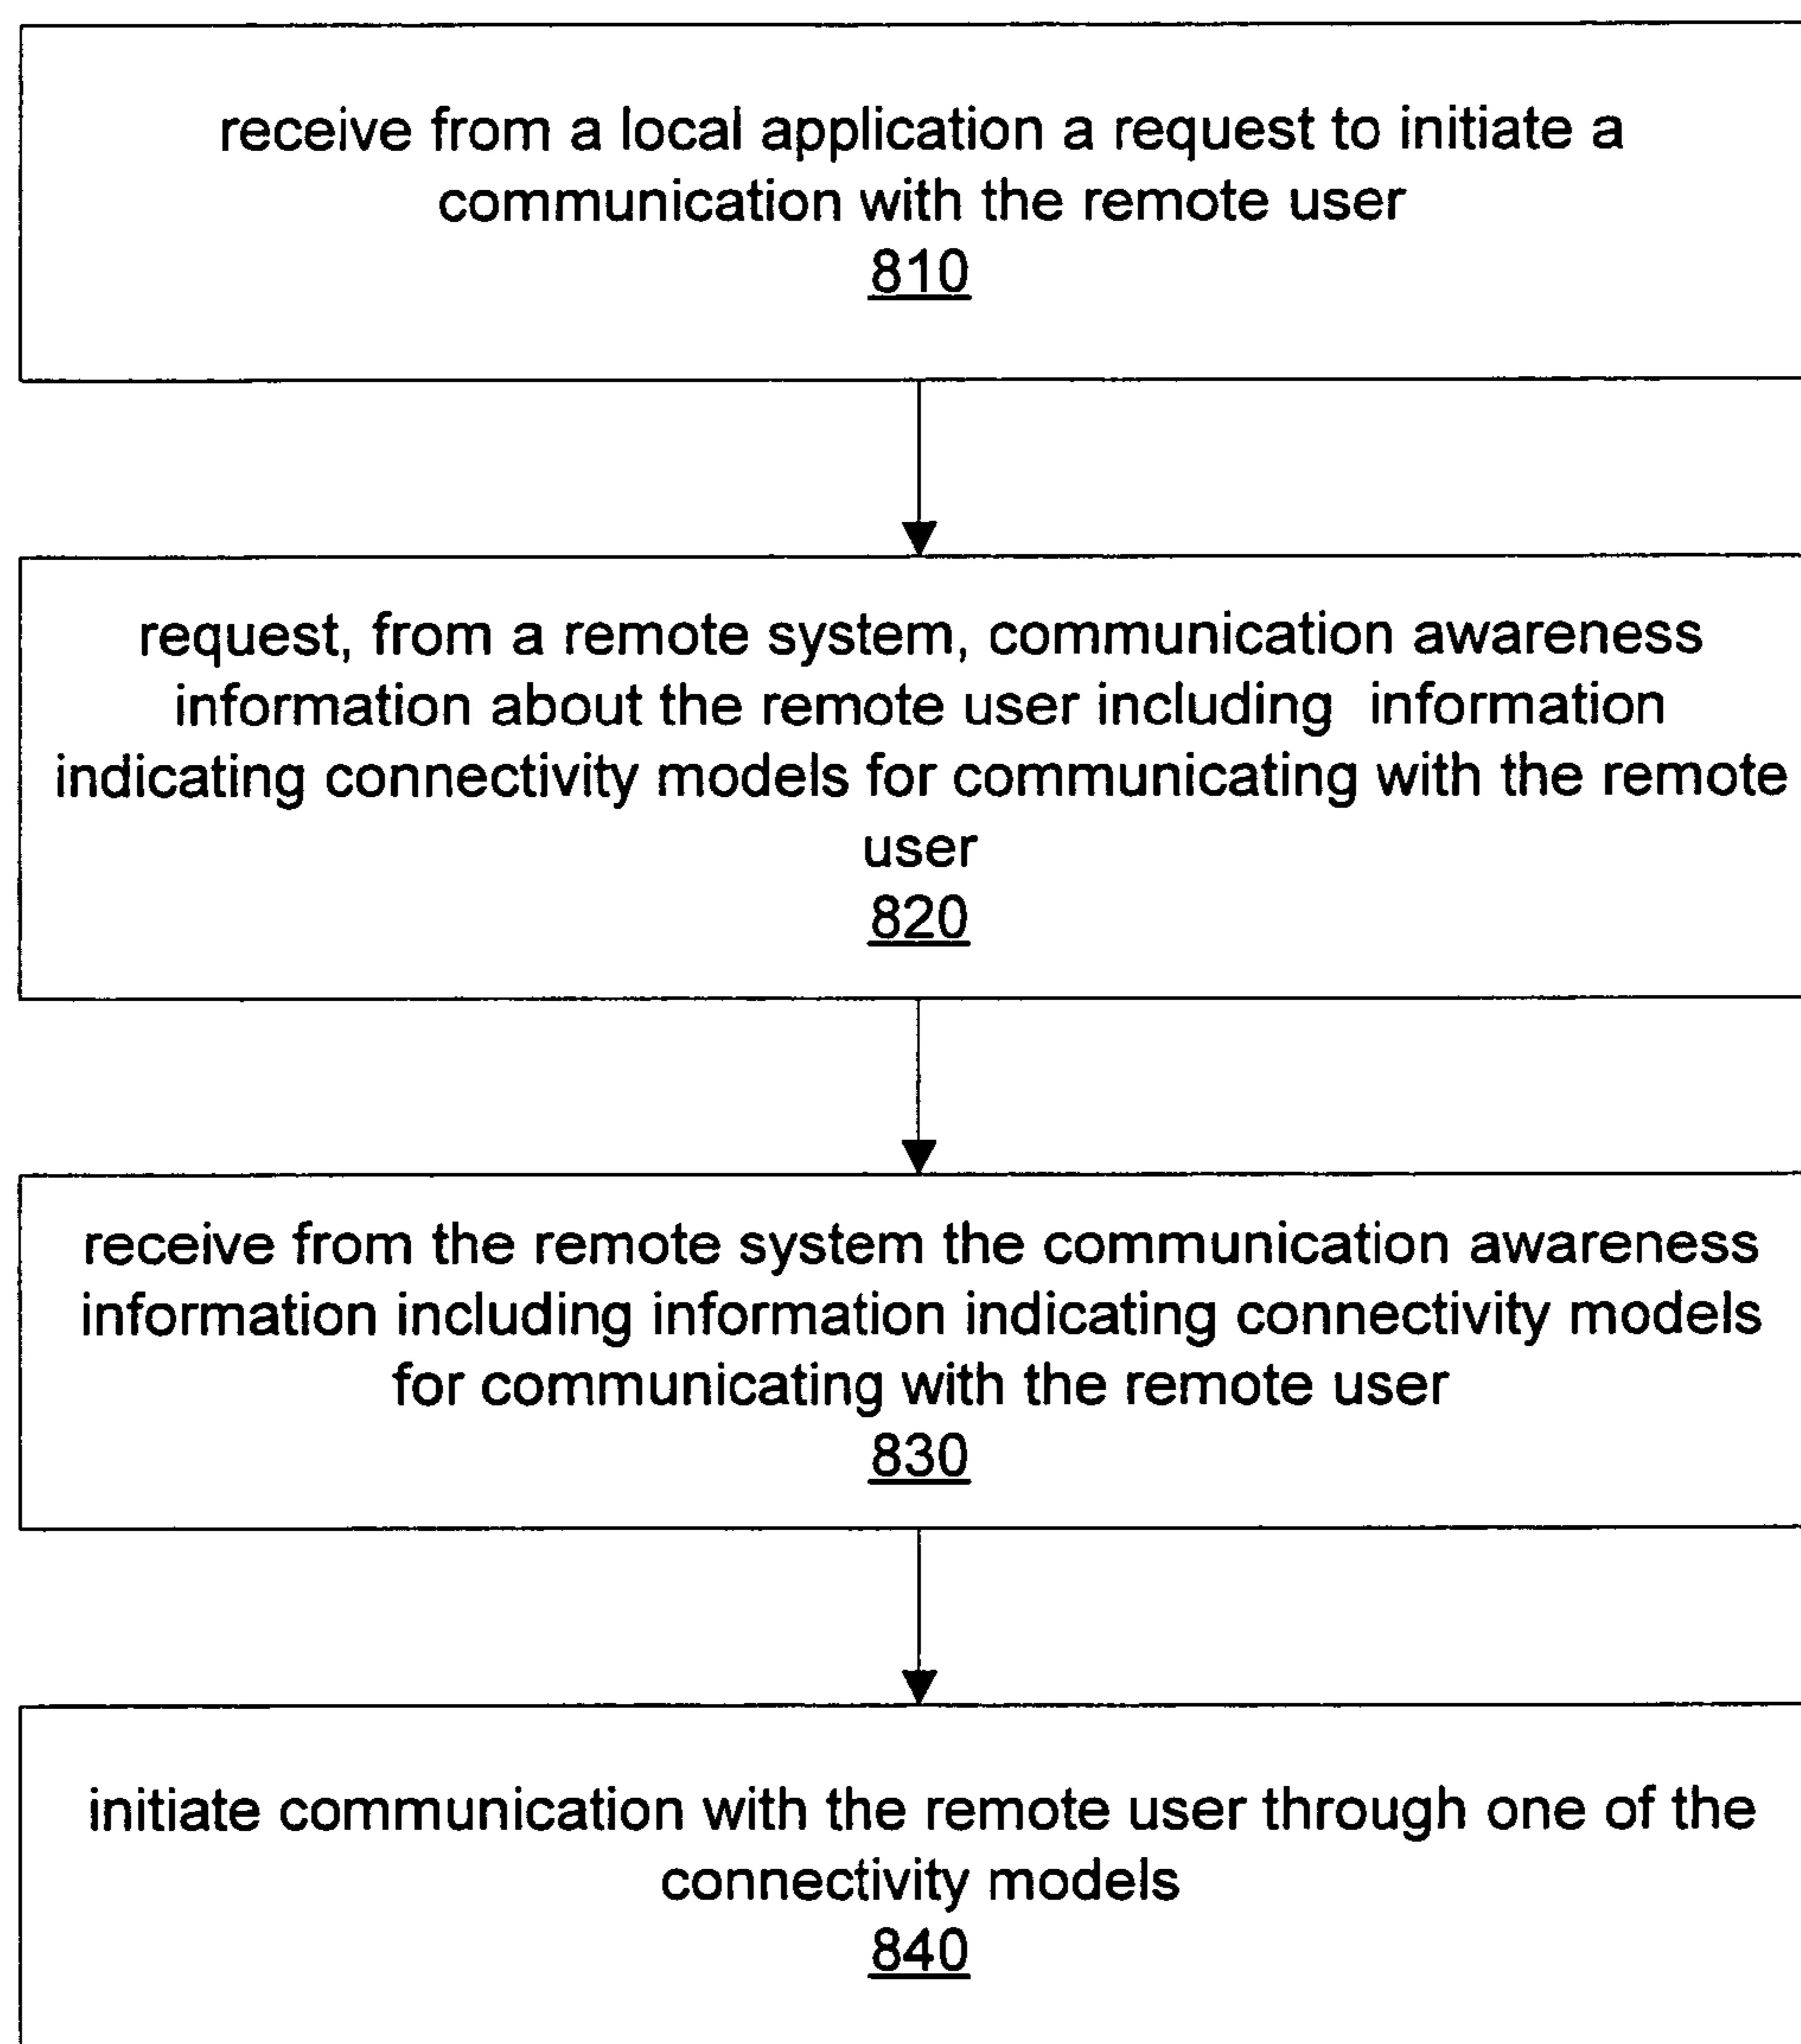 receive from a local application a request to initiate a
communication with the remote user
810
request, from a remote system, communication awareness
information about the remote user including information
indicating connectivity models for communicating with the remote
user
820
receive from the remote system the communication awareness
information including information indicating connectivity models
for communicating with the remote user
830
initiate communication with the remote user through one of the
connectivity models
840